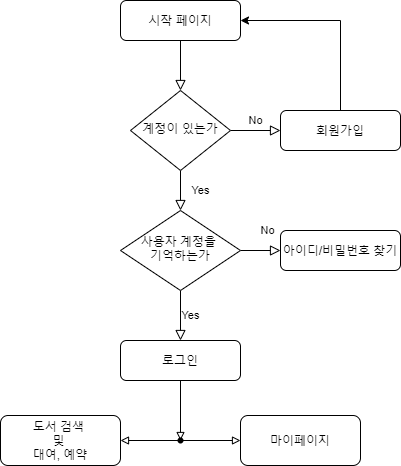 시작 페이지
계정이 있는가
No
회원가입
Yes
사용자 계정을
기억하는가
No
아이디/비밀번호 찾기
Yes
로그인
도서 검색
및
대여, 예약
마이페이지